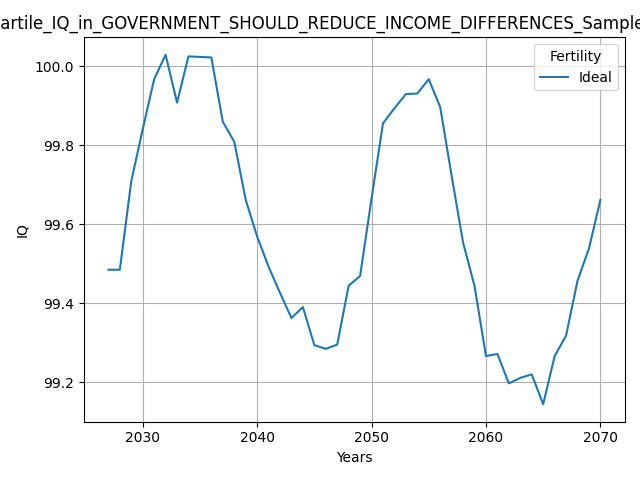 artile_IQ_in_GOVERNMENT_SHOULD_REDUCE_INCOME_DIFFERENCES_Sample
Fertility
Ideal
100.0
99.8
99.6
99.4
99.2
IQ
2030 2040 2050 2060 2070
Years